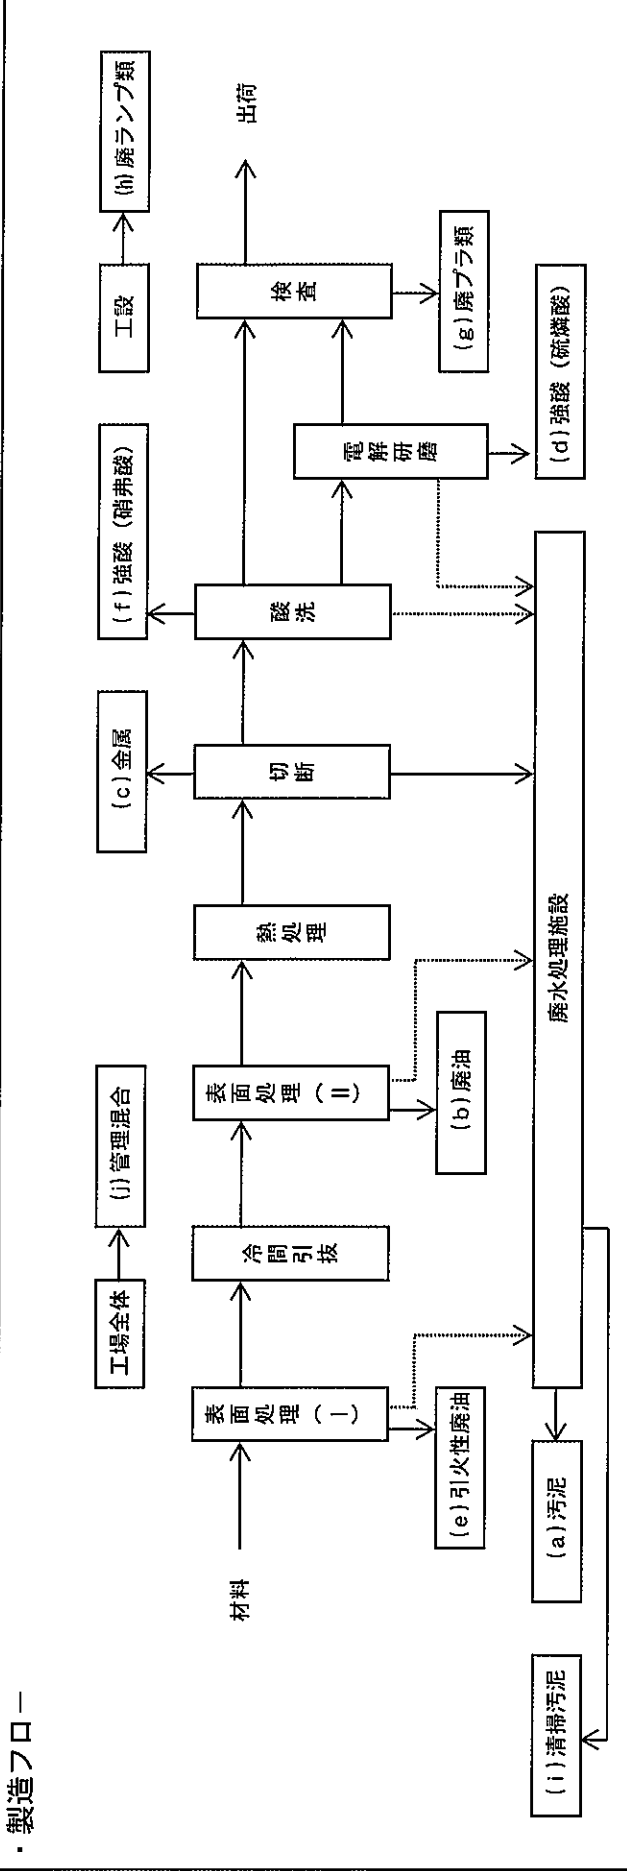 ・製造フロー
工場全体
(j)管理混合
工設
(h)廃ランプ類
(c)金属
(f)強酸（硝弗酸）
材料
表面処理(Ⅰ)
冷間引抜
表面処理(Ⅱ)
熱処理
切断
酸洗
電解研磨
検査
出荷
(e)引火性廃油
(b)廃油
(g)廃プラ類
(i)清掃汚泥
(a)汚泥
廃水処理施設
(d)強酸（硫燐酸）